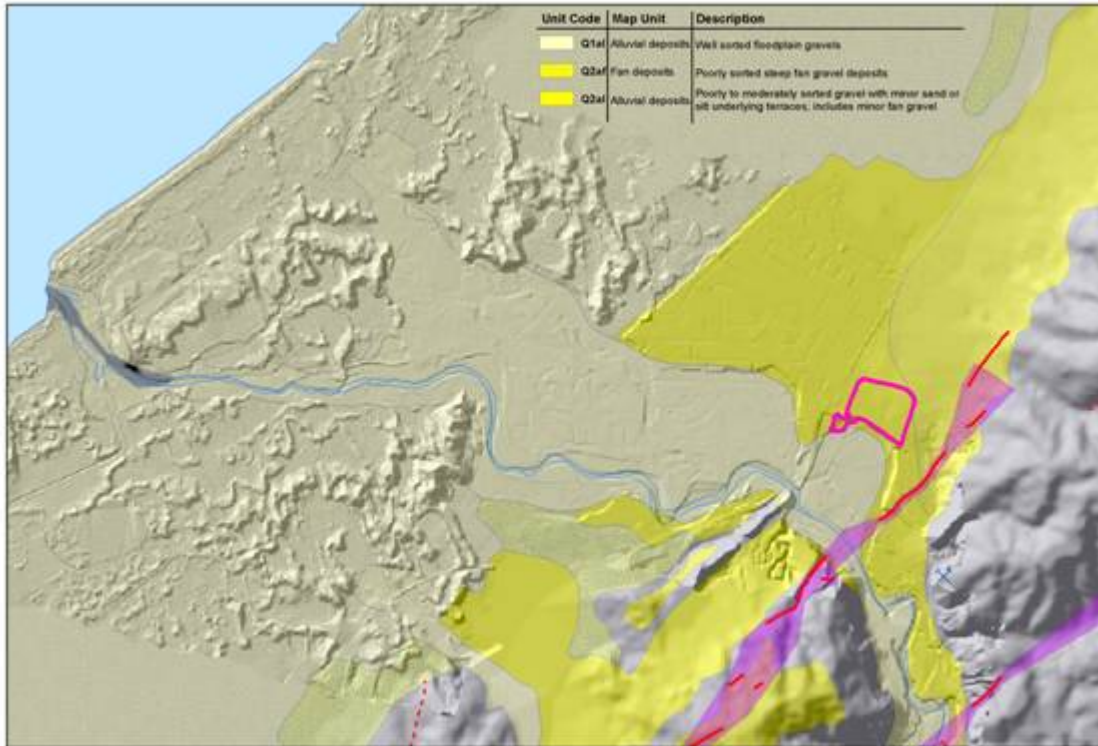 Unit Code Map Unit Description
Q1al Alluvial deposits Well sorted floodplain gravels
Q2af Fan deposits Poorly sorted steep fan gravel deposits
Q2al Alluvial deposits Poorly to moderately sorted gravel with minor sand or
silt underlying terraces, includes minor fan gravel